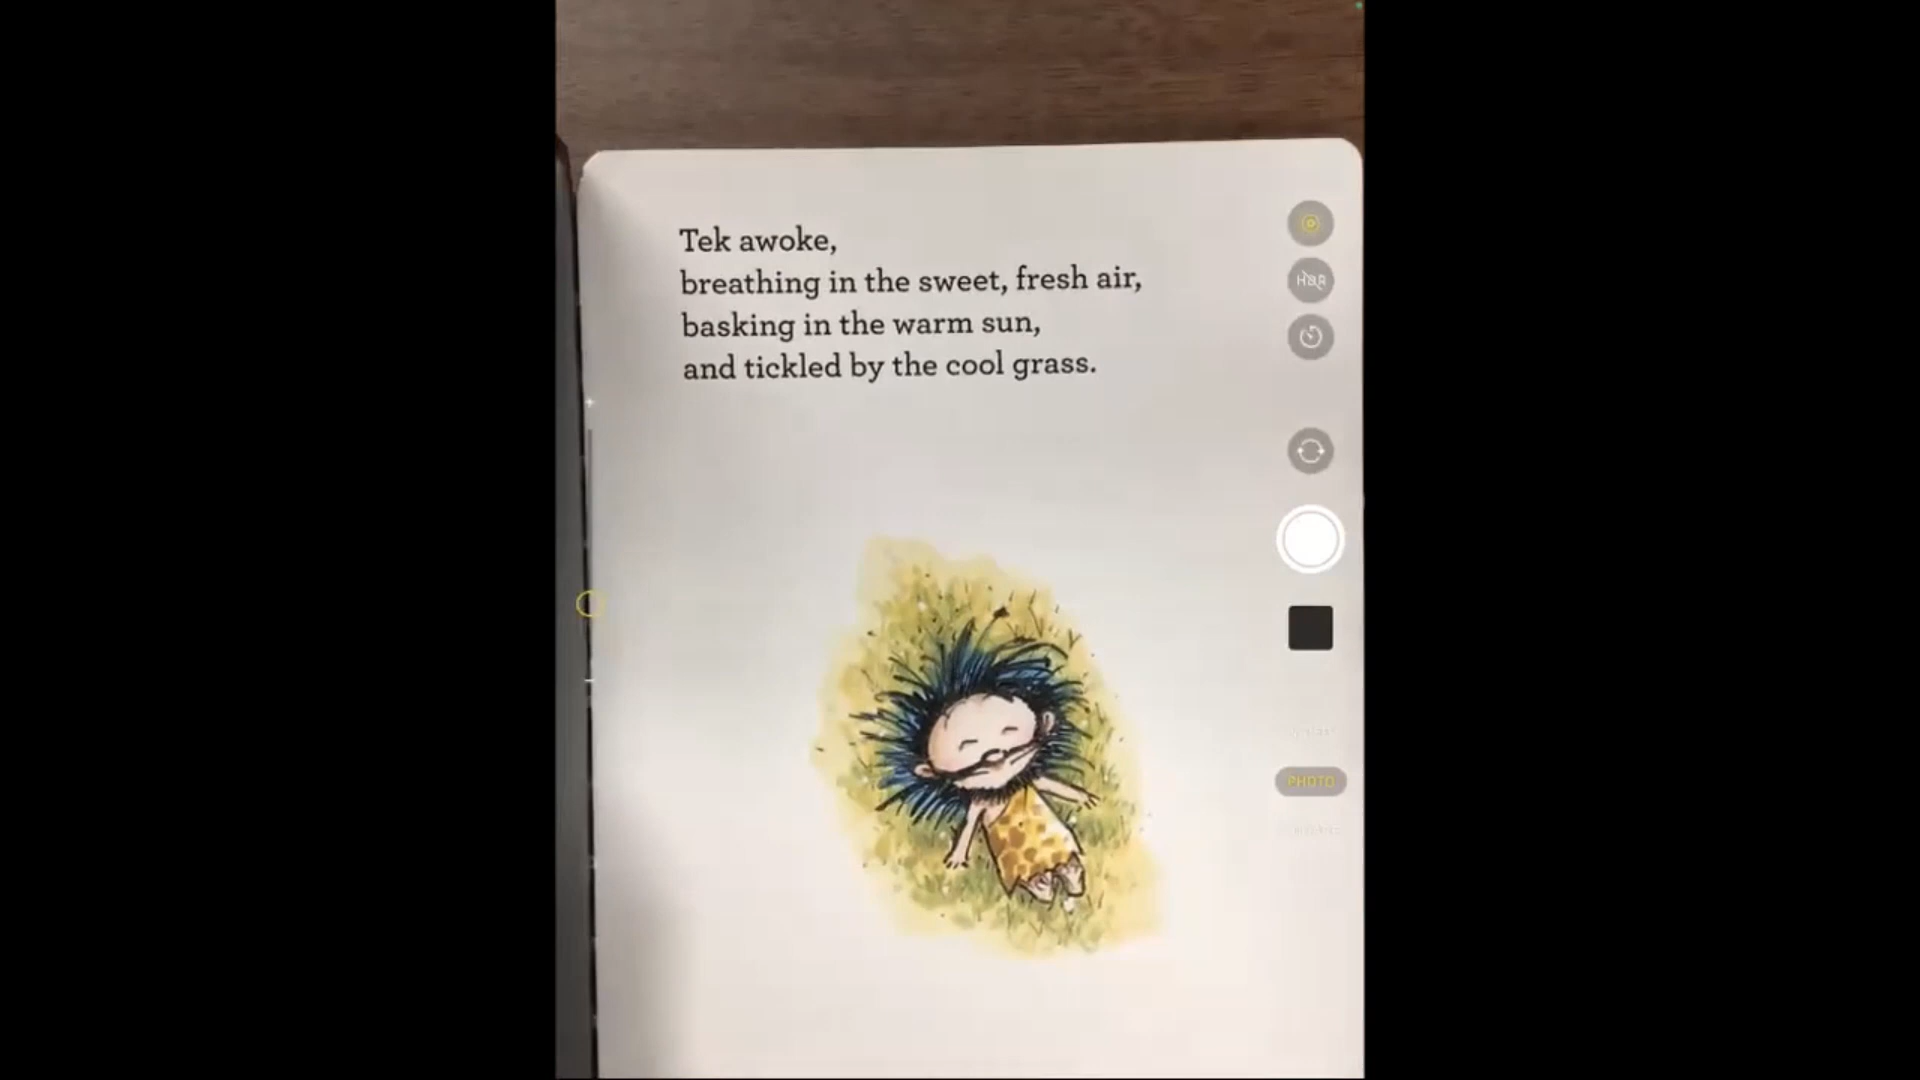 Tek awoke,
breathing in the sweet, fresh air,
basking in the warm sun,
and tickled by the cool grass.
HDR
PHOTO